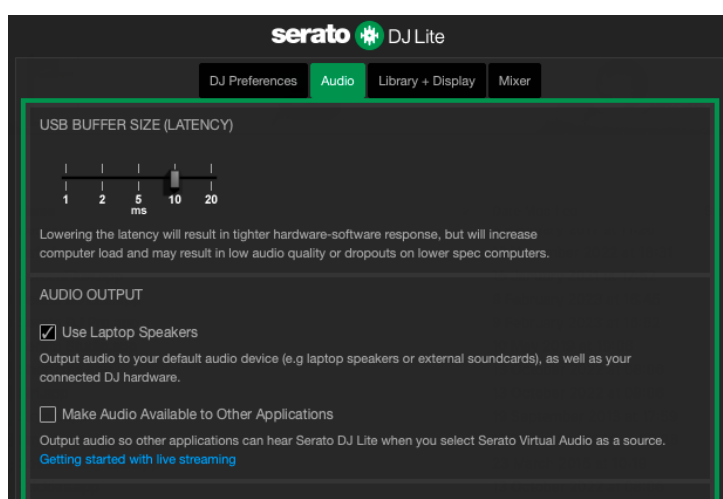 serato DJ Lite
DJ Preferences Audio Library + Display Mixer
USB BUFFER SIZE (LATENCY)
1 2 5 10 20
ms
Lowering the latency will result in tighter hardware-software response, but will increase
computer load and may result in low audio quality or dropouts on lower spec computers.
AUDIO OUTPUT
Use Laptop Speakers
Output audio to your default audio device (e.g laptop speakers or external soundcards), as well as your
connected DJ hardware.
Make Audio Available to Other Applications
Output audio so other applications can hear Serato DJ Lite when you select Serato Virtual Audio as a source.
Getting started with live streaming